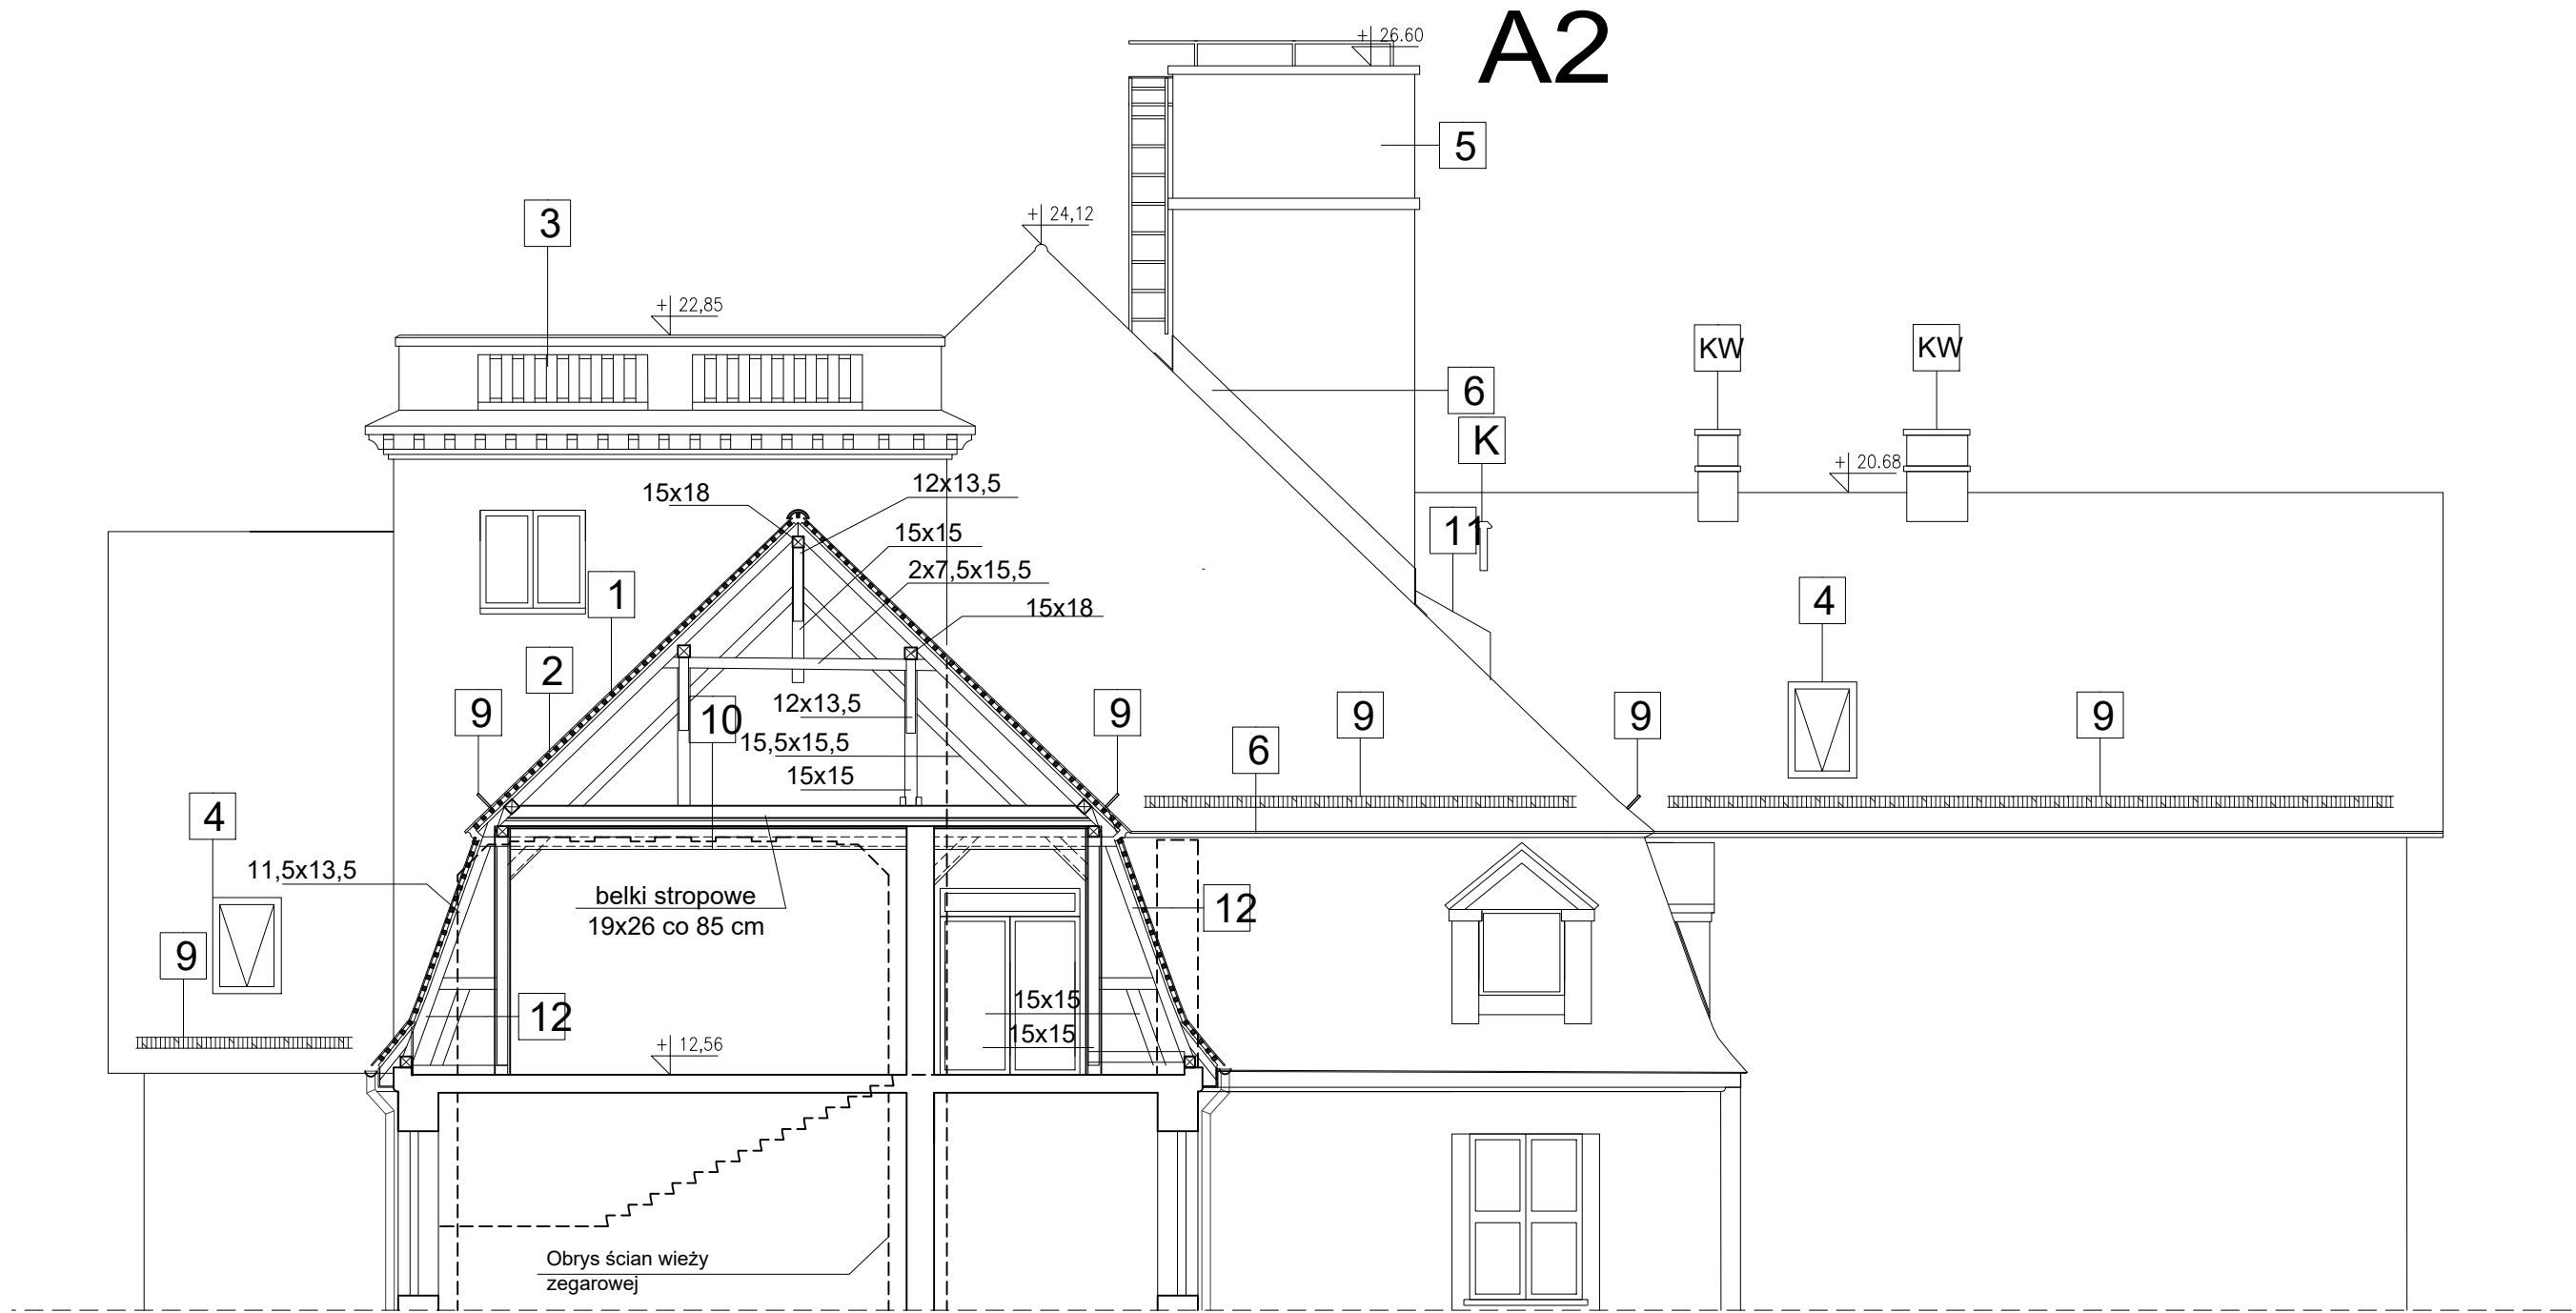 A2
+ 26.60
5
3
+ 24,12
+ 22,85
KW
KW
6
K
+ 20.68
15x18
12x13,5
11
15x15
2x7,5x15,5
1
4
15x18
2
9
12x13,5
10
9
9
9
9
15,5x15,5
6
15x15
4
11,5x13,5
belki stropowe
19x26 co 85 cm
12
9
15x15
12
15x15
+ 12,56
Obrys ścian wieży
zegarowej